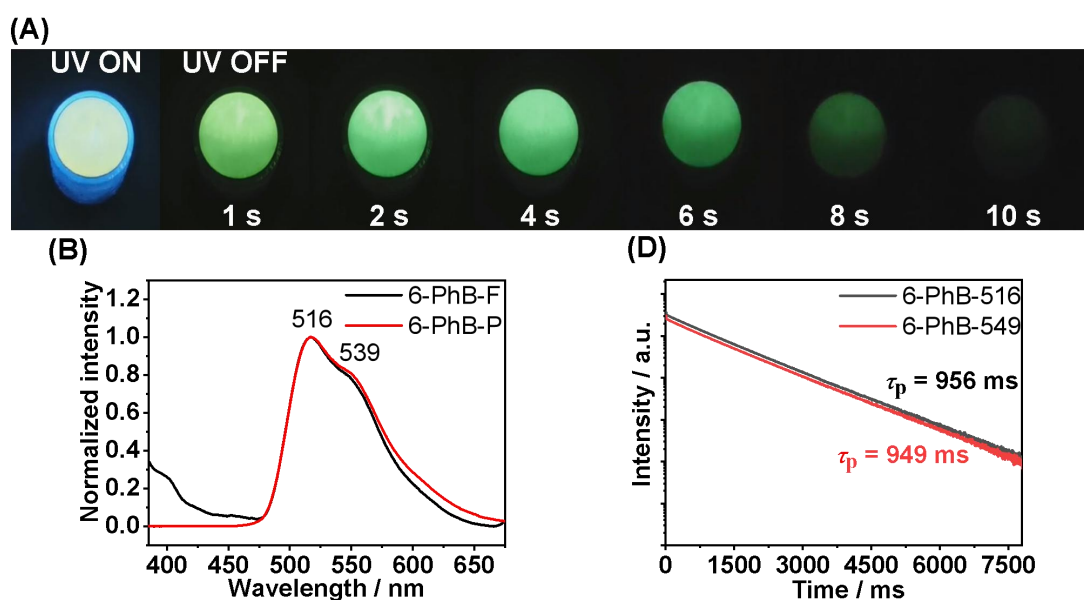 (A)
UV ON UV OFF
1 s 2 s 4 s 6 s 8 s 10 s
(B)
Normalized intensity
1.2
1.0
0.8
0.6
0.4
0.2
0.0
6-PhB-F
6-PhB-P
516
539
400 450 500 550 600 650
Wavelength / nm
(D)
Intensity / a.u.
6-PhB-516
6-PhB-549
τp = 956 ms
τp = 949 ms
0 1500 3000 4500 6000 7500
Time / ms